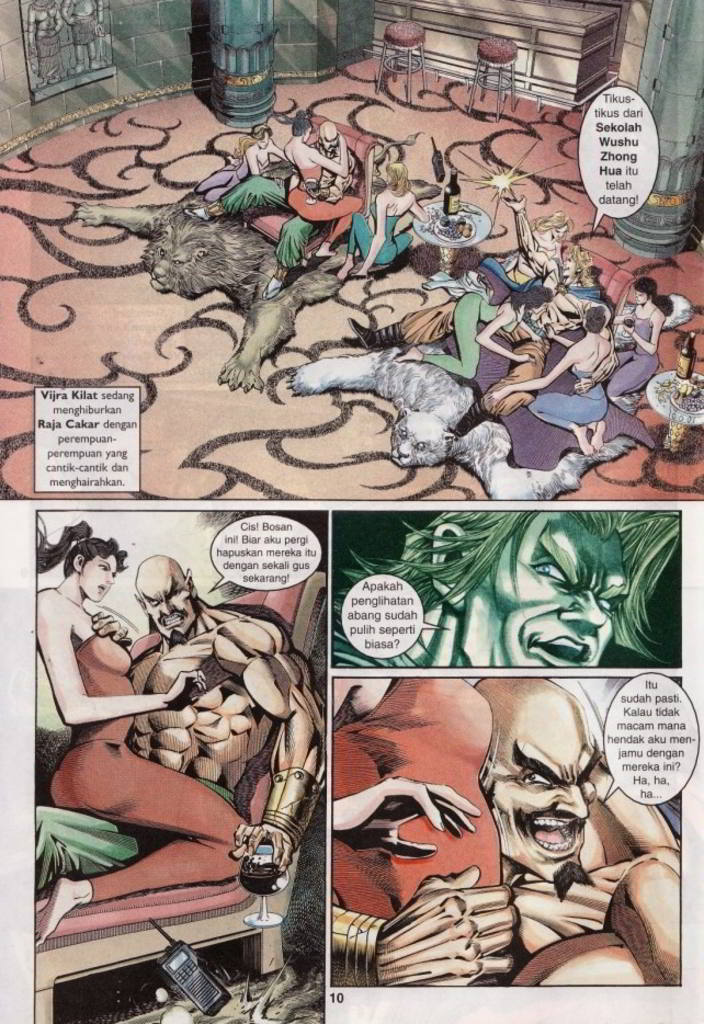 Tikus-
tikus dari
Sekolah
Wushu
Zhong
Hua itu
telah
datang!
Vijra Kilat sedang
menghiburkan
Raja Cakar dengan
perempuan-
perempuan yang
cantik-cantik dan
menghairahkan.
Cis! Bosan
ini! Biar aku pergi
hapuskan mereka itu
dengan sekali gus
sekarang!
Apakah
penglihatan
abang sudah
pulih seperti
biasa?
Itu
sudah pasti.
Kalau tidak
macam mana
hendak aku men-
jamu dengan
mereka ini?
Ha, ha,
ha...
10